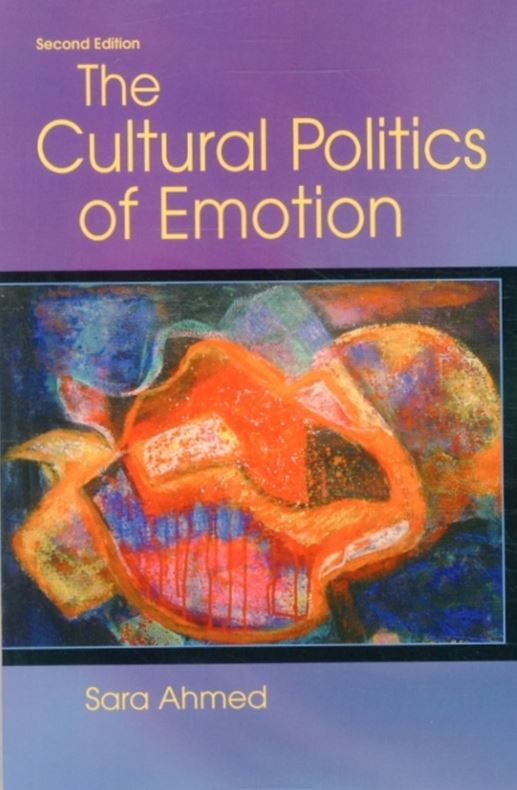 Second Edition
The
Cultural Politics
of Emotion
Sara Ahmed